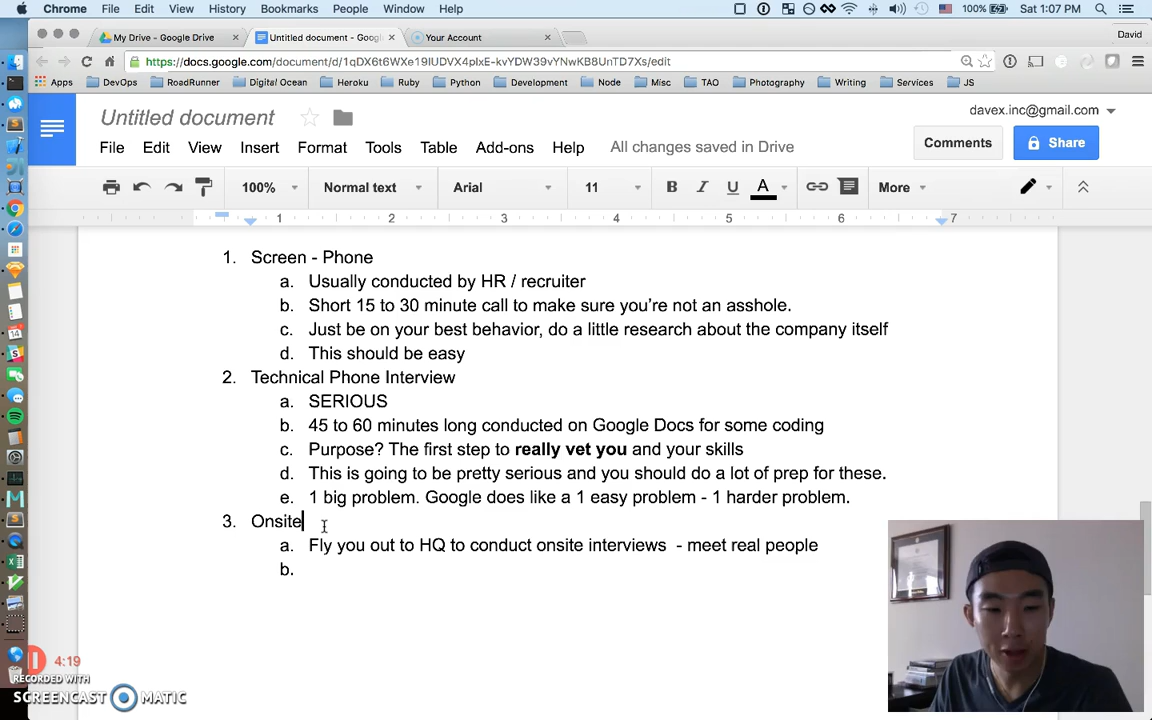 Chrome File Edit View History Bookmarks People Window Help 100% Sat 1:07 PM
My Drive - Google Drive Untitled document - Googl Your Account David
https://docs.google.com/document/d/1qDX6t6WXe19IUDVX4pIxE-kvYDW39vYNwKB8UnTD7Xs/edit
Apps DevOps RoadRunner Digital Ocean Heroku Ruby Python Development Node Misc TAO Photography Writing Services JS
Untitled document
davex.inc@gmail.com
File Edit View Insert Format Tools Table Add-ons Help All changes saved in Drive
Comments Share
100% Normal text Arial 11 B I U A More
1 2 3 4 5 6 7
1. Screen - Phone
a. Usually conducted by HR / recruiter
b. Short 15 to 30 minute call to make sure you're not an asshole.
c. Just be on your best behavior, do a little research about the company itself
d. This should be easy
2. Technical Phone Interview
a. SERIOUS
b. 45 to 60 minutes long conducted on Google Docs for some coding
c. Purpose? The first step to really vet you and your skills
d. This is going to be pretty serious and you should do a lot of prep for these.
e. 1 big problem. Google does like a 1 easy problem - 1 harder problem.
3. Onsite
a. Fly you out to HQ to conduct onsite interviews - meet real people
b.
4:19
RECORDED WITH
SCREENCAST MATIC